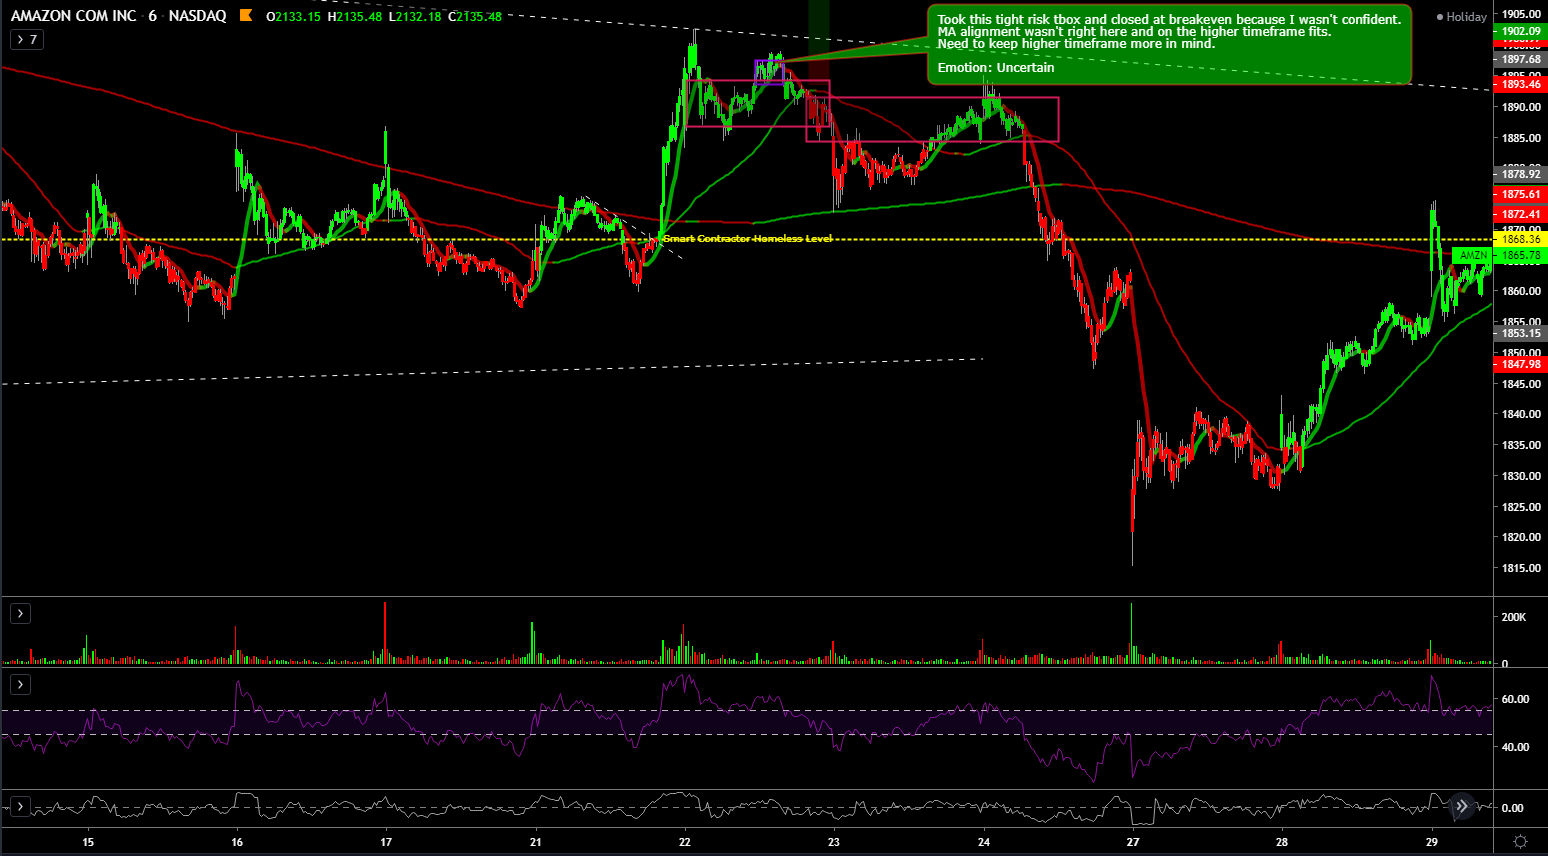 AMAZON COM INC · 6 · NASDAQ O2133.15 H2135.48 L2132.18 C2135.48
7
Took this tight risk tbox and closed at breakeven because I wasn't confident.
MA alignment wasn't right here and on the higher timeframe fits.
Need to keep higher timeframe more in mind.
Emotion: Uncertain
Holiday
1905.00
1902.09
1897.68
1893.46
1890.00
1885.00
1878.92
1875.61
1872.41
1870.00
Smart Contractor Homeless Level
1868.36
AMZN 1865.78
1860.00
1855.00
1853.15
1850.00
1847.98
1845.00
1840.00
1835.00
1830.00
1825.00
1820.00
1815.00
200K
0
60.00
40.00
0.00
15 16 17 21 22 23 24 27 28 29